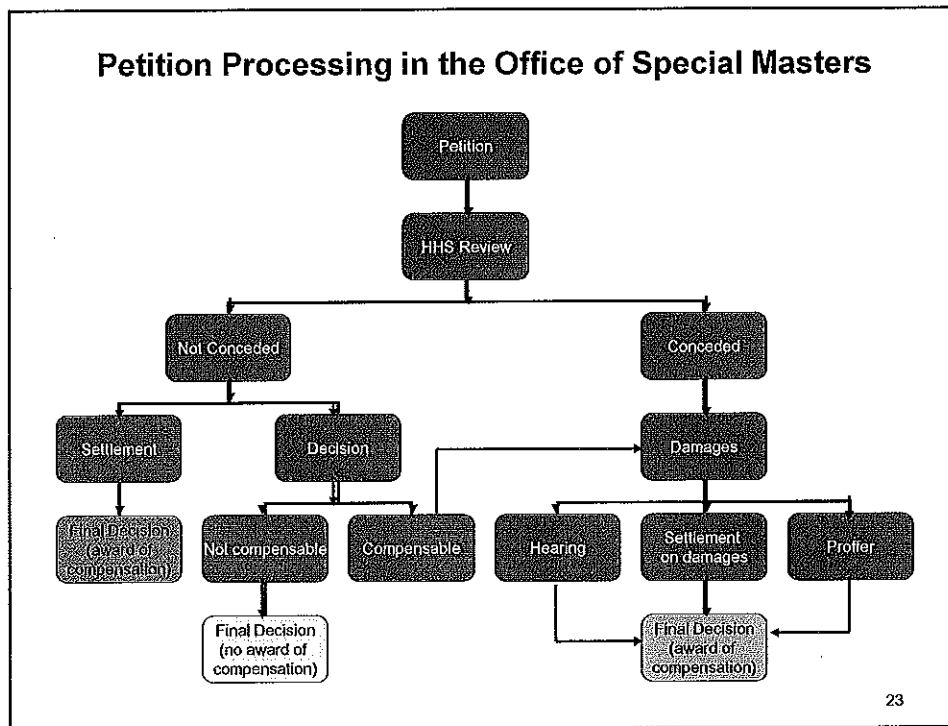 Petition Processing in the Office of Special Masters
Petition
HHS Review
Not Conceded
Conceded
Settlement
Decision
Damages
Final Decision
(award of
compensation)
Not compensable
Compensable
Hearing
Settlement
on damages
Proffer
Final Decision
(no award of
compensation)
Final Decision
(award of
compensation)
23